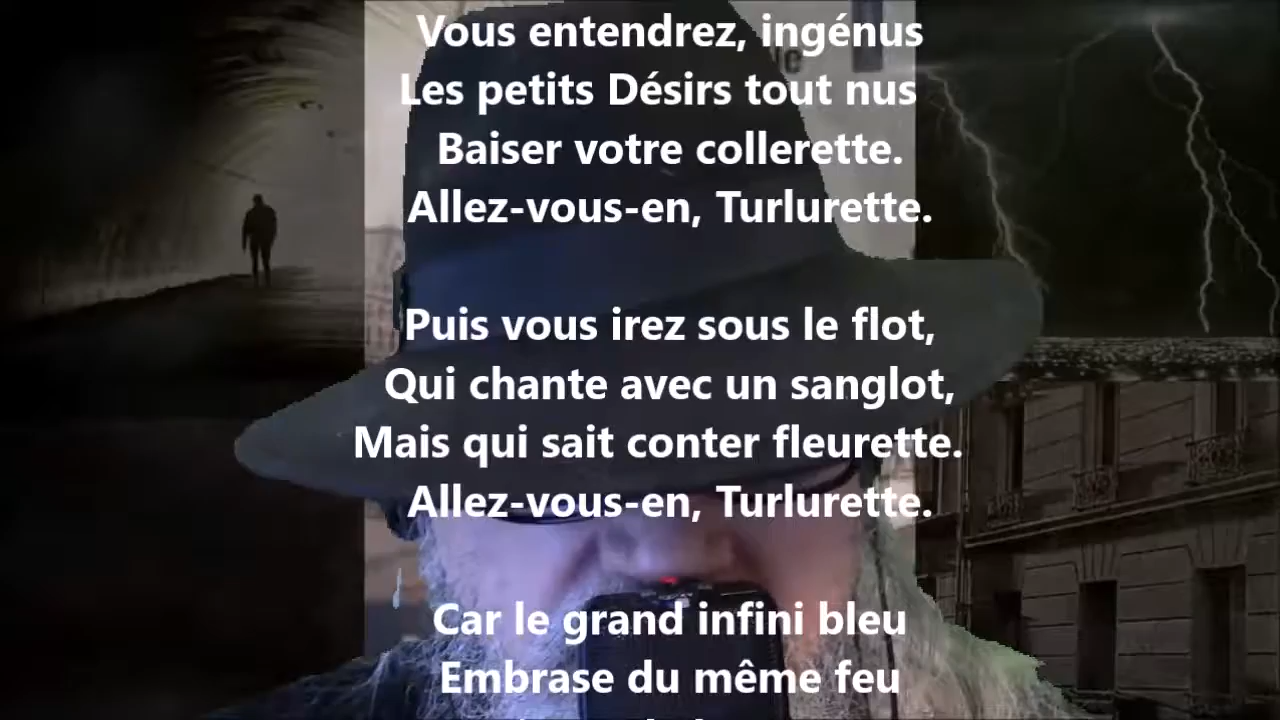 Vous entendrez, ingénus
Les petits Désirs tout nus
Baiser votre collerette.
Allez-vous-en, Turlurette.
Puis vous irez sous le flot,
Qui chante avec un sanglot,
Mais qui sait conter fleurette.
Allez-vous-en, Turlurette.
Car le grand infini bleu
Embrase du même feu